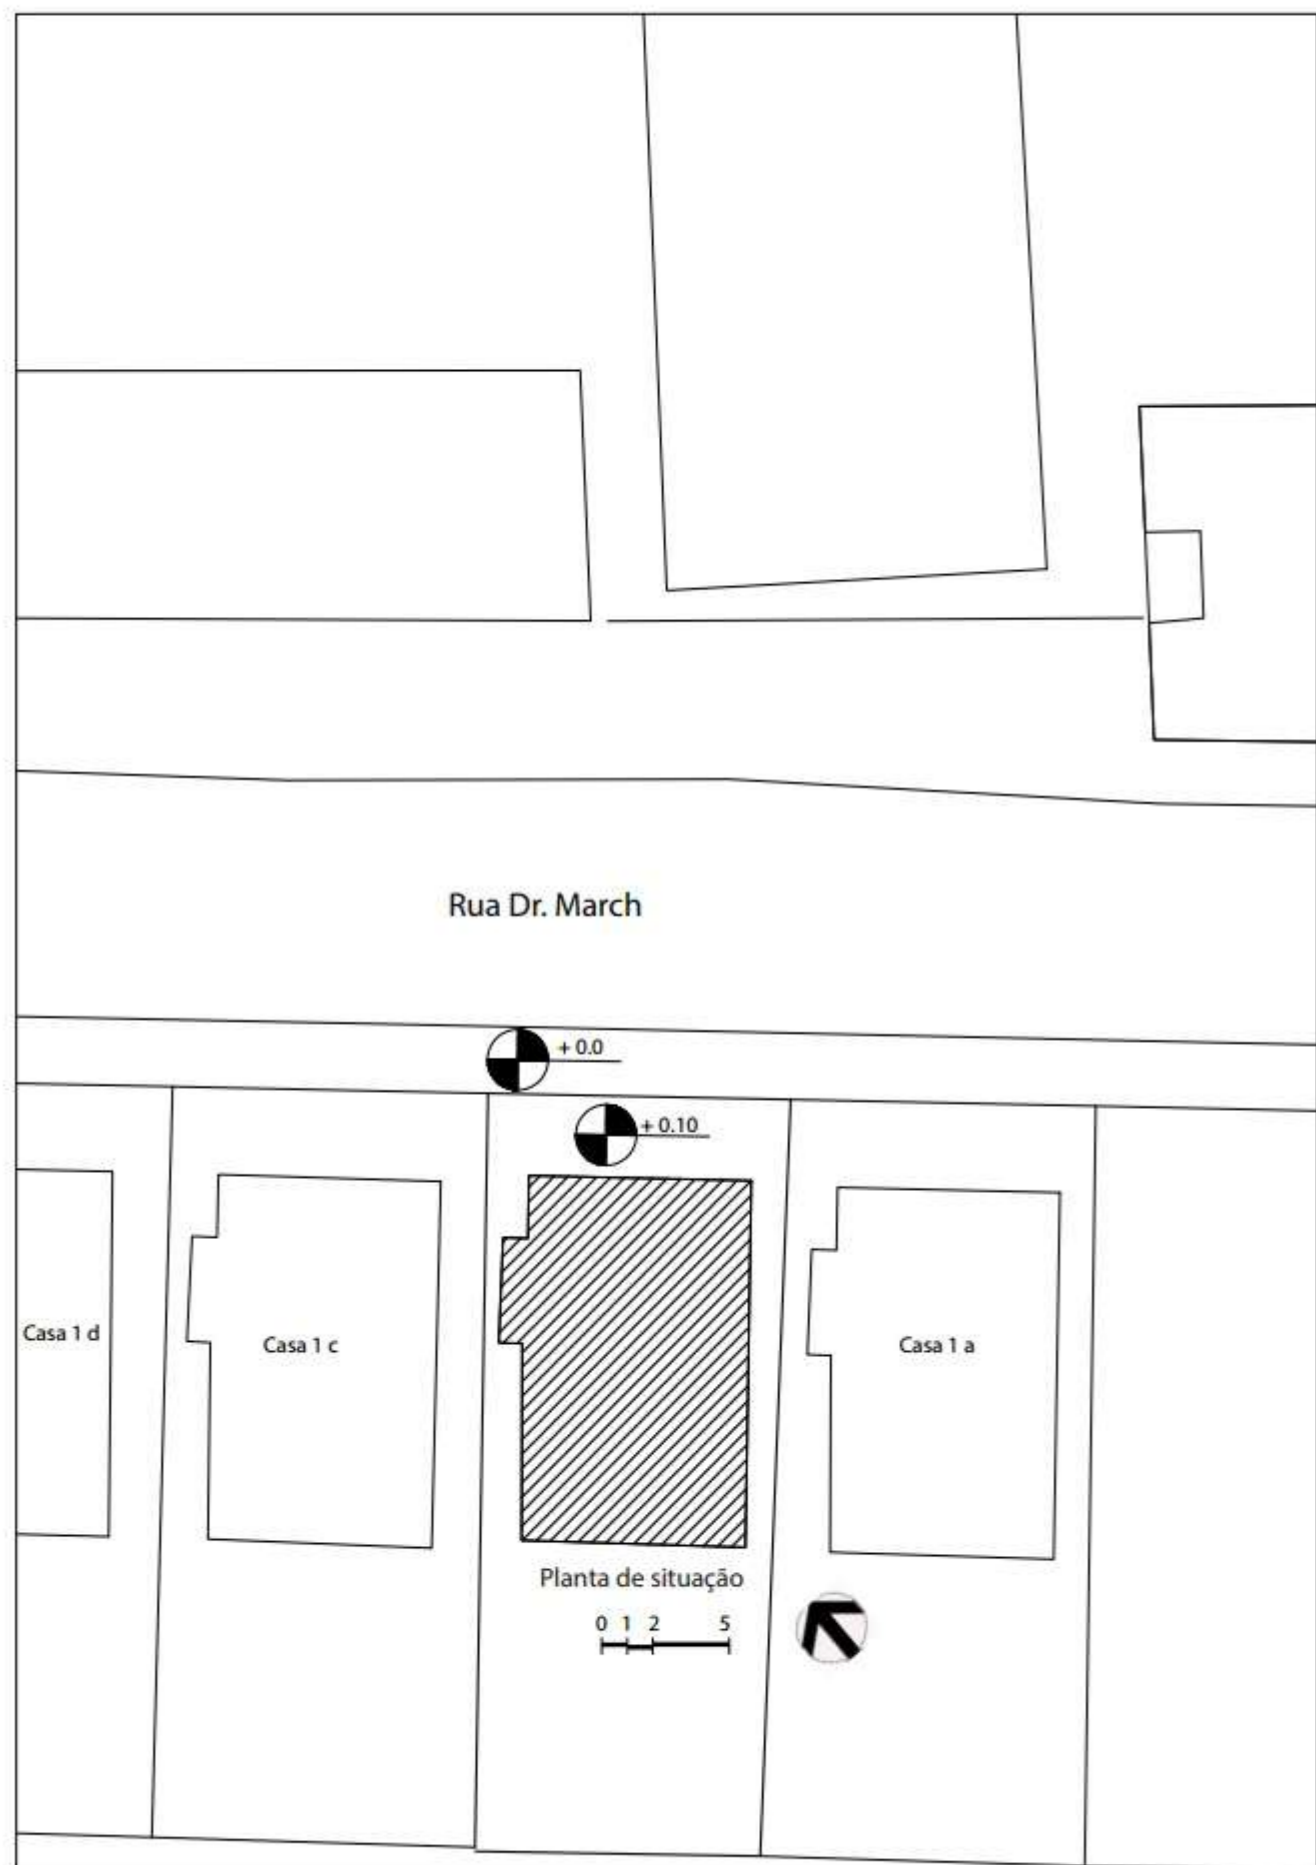 Rua Dr. March
+ 0.0
+ 0.10
Casa 1 d
Casa 1 c
Casa 1 a
Planta de situação
0 1 2 5